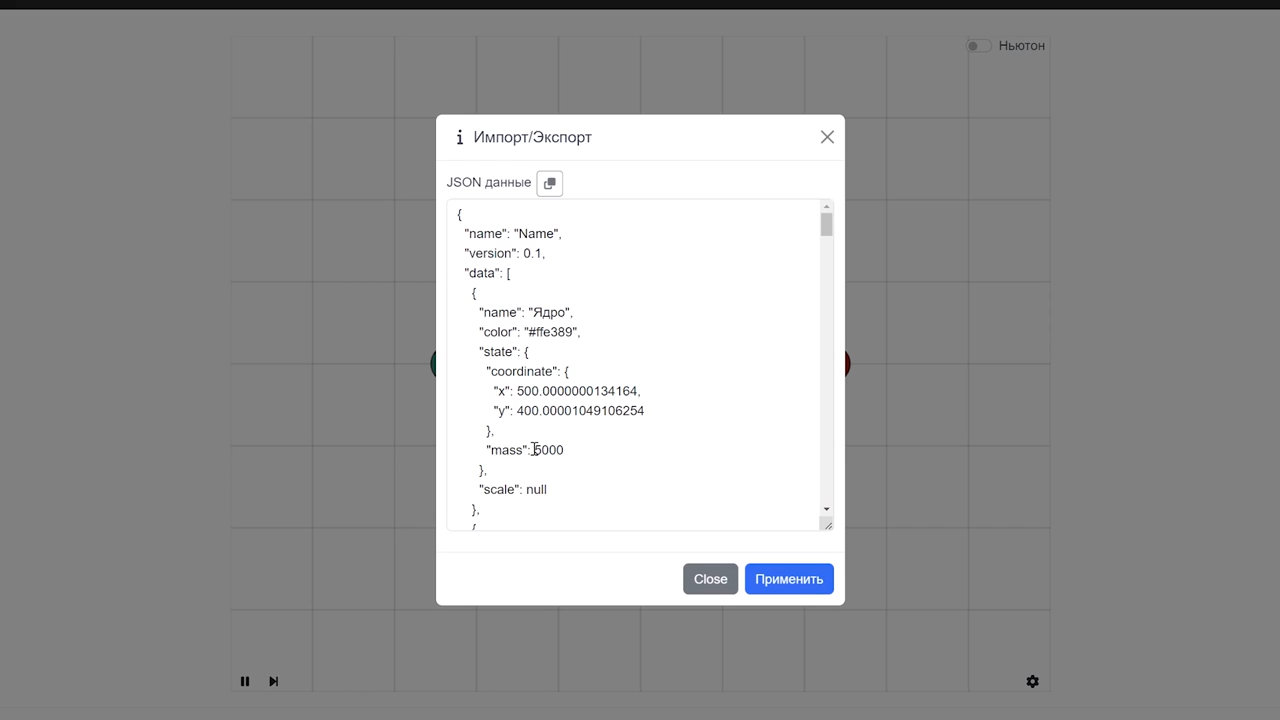 Ньютон
Импорт/Экспорт
JSON данные
{
"name": "Name",
"version": 0.1,
"data": [
{
"name": "Ядро",
"color": "#ffe389",
"state": {
"coordinate": {
"x": 500.0000000134164,
"y": 400.00001049106254
},
"mass": 5000
},
"scale": null
},
{
Close
Применить